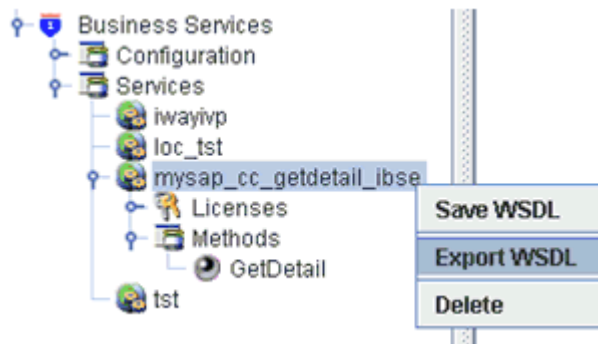 Business Services
Configuration
Services
iwayivp
loc_tst
mysap_cc_getdetail_ibse
Licenses
Methods
GetDetail
tst
Save WSDL
Export WSDL
Delete